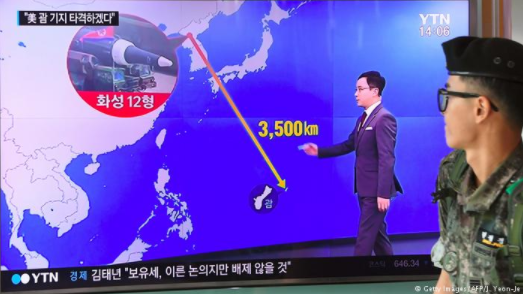 "美 괌 기지 타격하겠다"
YTN
14:06
화성 12형
3,500km
괌
YTN 경제 김태년 "보유세, 이른 논의지만 배제 않을 것"
646.34
© Getty Images/AFP/J. Yeon-Je